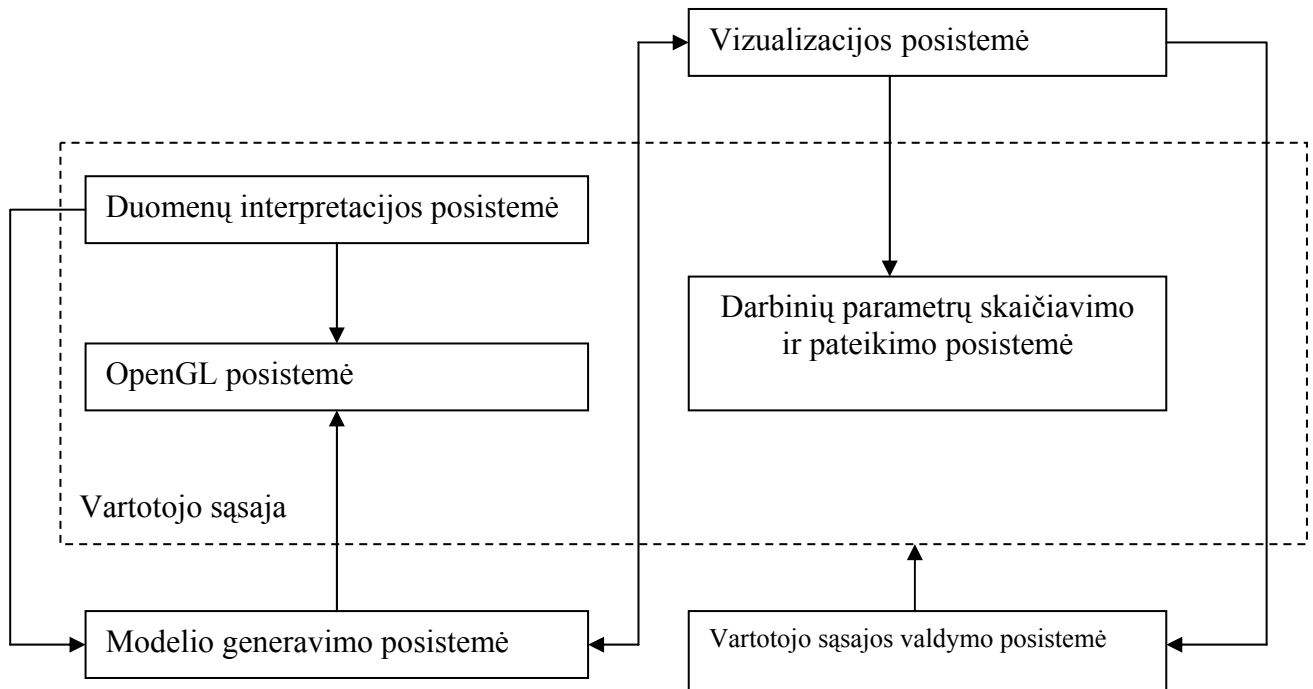 Vizualizacijos posistemė
Duomenų interpretacijos posistemė
Darbinių parametrų skaičiavimo
ir pateikimo posistemė
OpenGL posistemė
Vartotojo sąsaja
Modelio generavimo posistemė
Vartotojo sąsajos valdymo posistemė